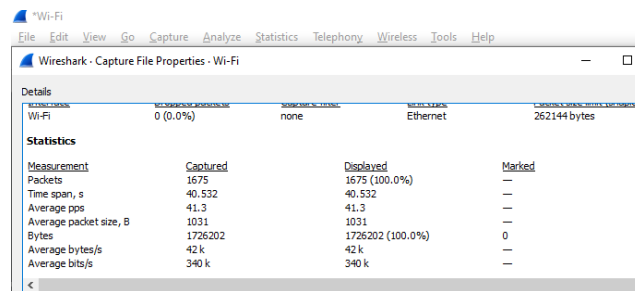 *Wi-Fi
File Edit View Go Capture Analyze Statistics Telephony Wireless Tools Help
Wireshark · Capture File Properties · Wi-Fi
Details
Wi-Fi 0 (0.0%) none Ethernet 262144 bytes
Statistics
Measurement Captured Displayed Marked
Packets 1675 1675 (100.0%) —
Time span, s 40.532 40.532 —
Average pps 41.3 41.3 —
Average packet size, B 1031 1031 —
Bytes 1726202 1726202 (100.0%) 0
Average bytes/s 42 k 42 k —
Average bits/s 340 k 340 k —